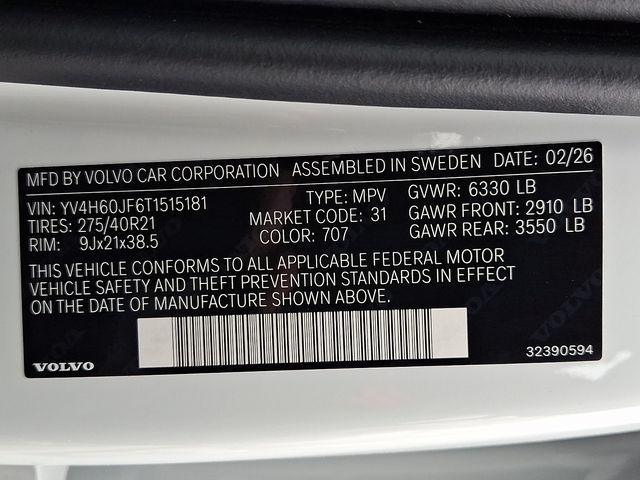 MFD BY VOLVO CAR CORPORATION ASSEMBLED IN SWEDEN DATE: 02/26
VIN: YV4H60JF6T1515181 TYPE: MPV GVWR: 6330 LB
TIRES: 275/40R21 MARKET CODE: 31 GAWR FRONT: 2910 LB
RIM: 9Jx21x38.5 COLOR: 707 GAWR REAR: 3550 LB
THIS VEHICLE CONFORMS TO ALL APPLICABLE FEDERAL MOTOR
VEHICLE SAFETY AND THEFT PREVENTION STANDARDS IN EFFECT
ON THE DATE OF MANUFACTURE SHOWN ABOVE.
VOLVO 32390594